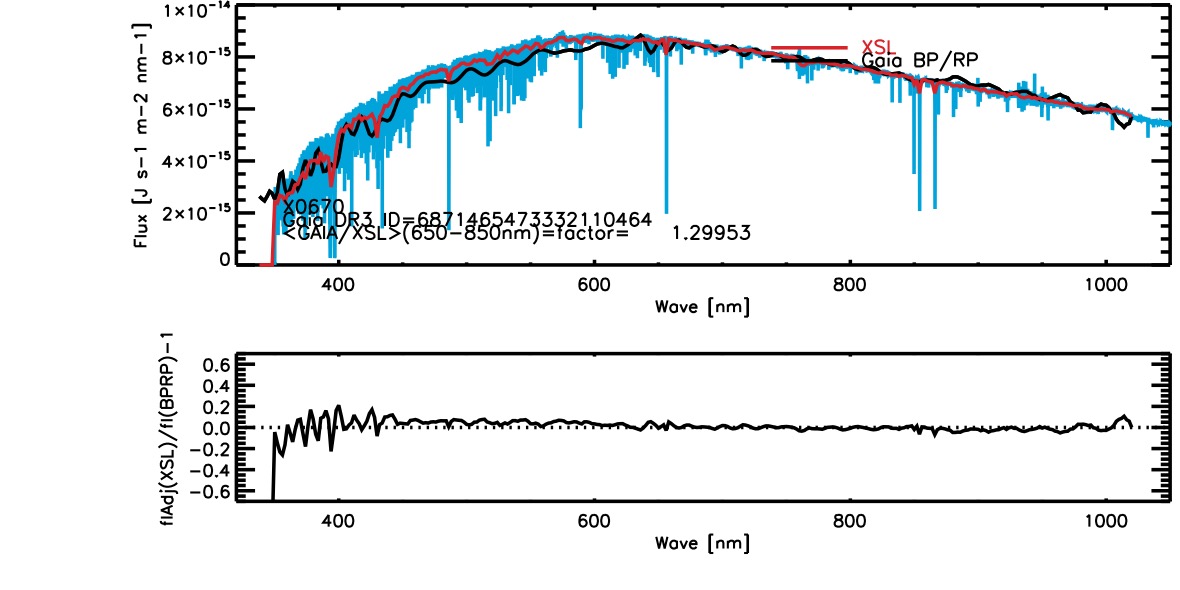 1×10−14
8×10−15
6×10−15
4×10−15
2×10−15
0
Flux [J s−1 m−2 nm−1]
XSL
Gaia BP/RP
X0670
Gaia DR3 ID=6871465473332110464
<GAIA/XSL>(650−850nm)=factor= 1.29953
400 600 800 1000
Wave [nm]
flAdj(XSL)/fl(BPRP)−1
0.6
0.4
0.2
0.0
−0.2
−0.4
−0.6
400 600 800 1000
Wave [nm]